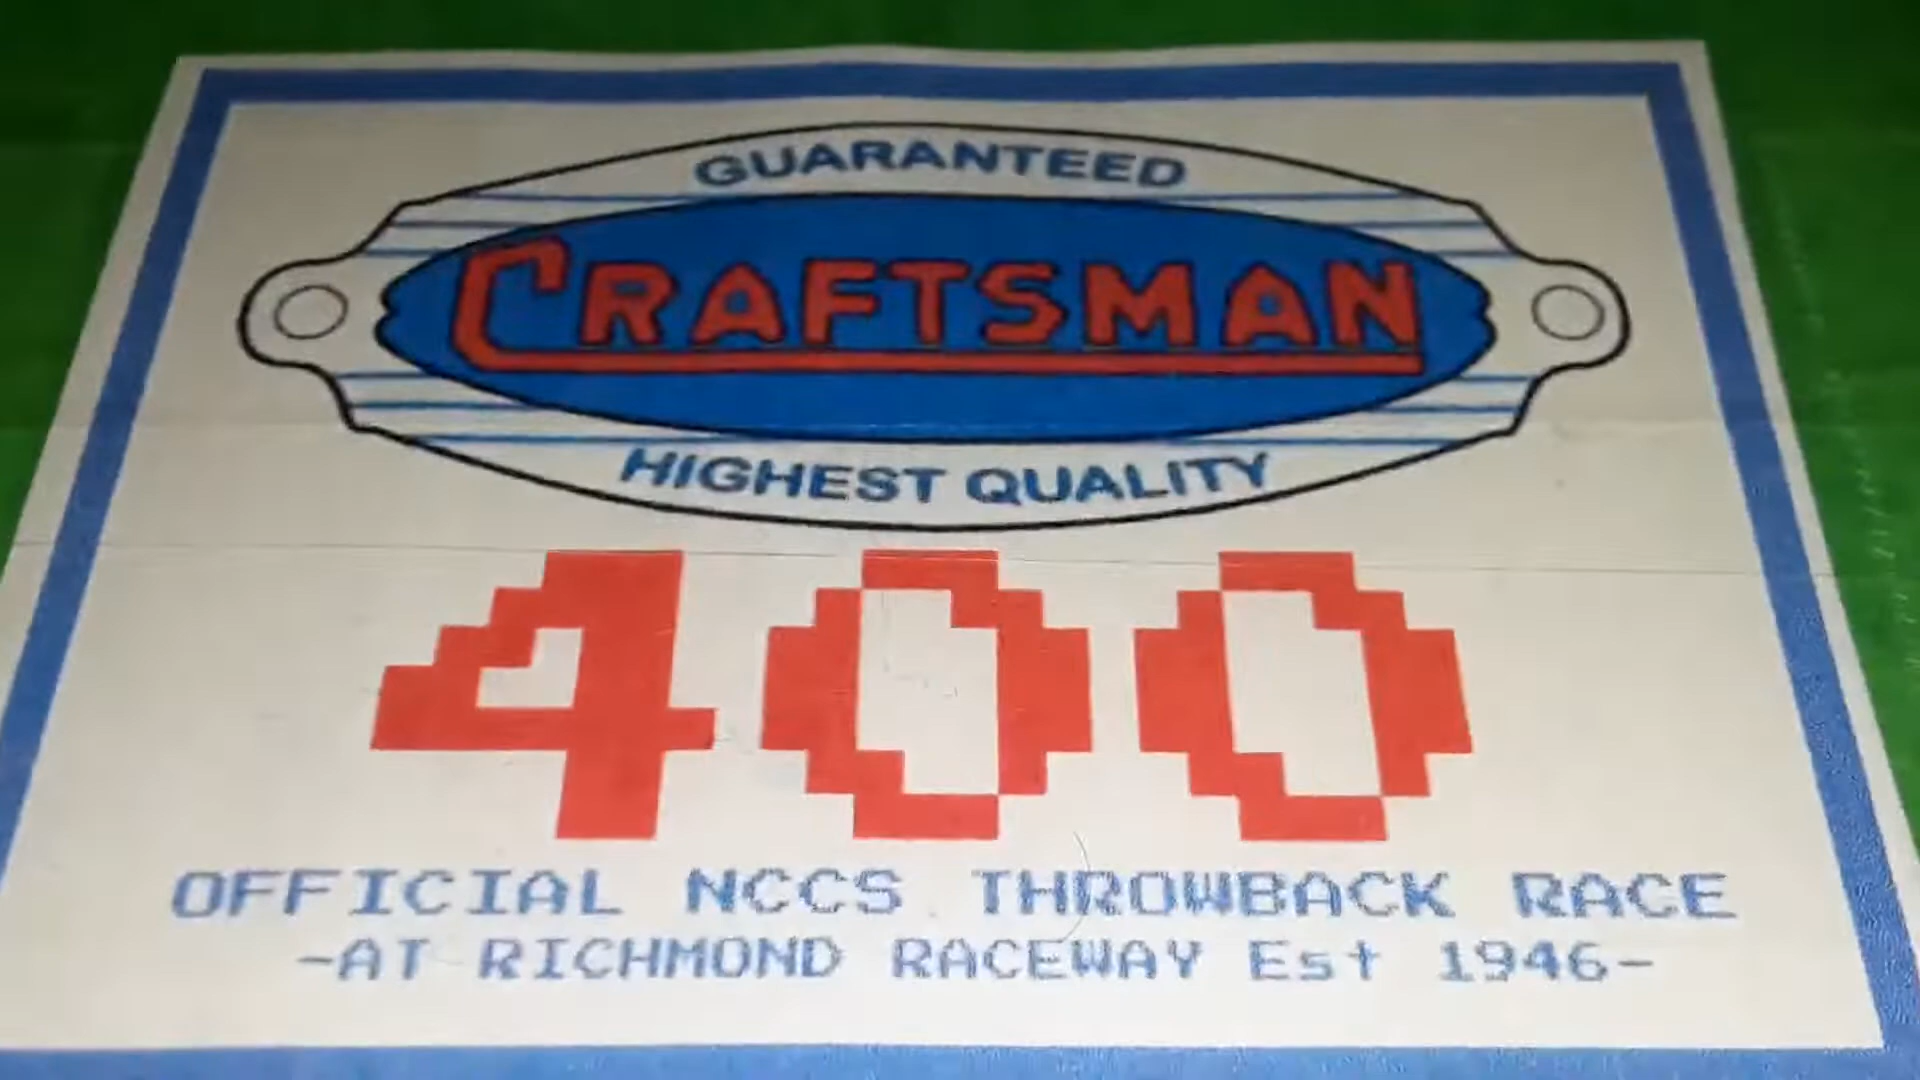 GUARANTEED
CRAFTSMAN
HIGHEST QUALITY
400
OFFICIAL NCCS THROWBACK RACE
-AT RICHMOND RACEWAY Est 1946-